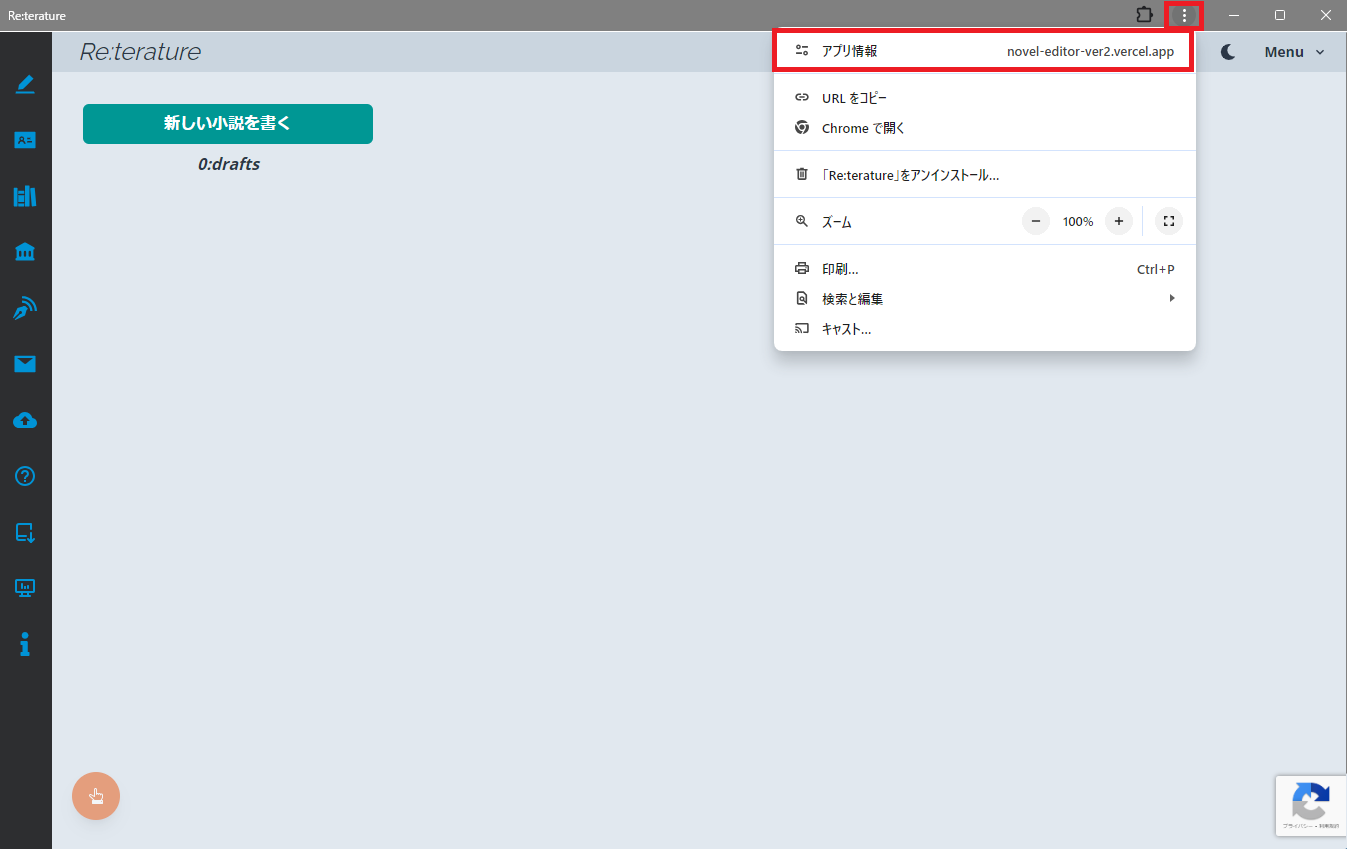 Re:terature
Re:terature
アプリ情報 novel-editor-ver2.vercel.app
Menu
URL をコピー
新しい小説を書く
Chrome で開く
0:drafts
「Re:terature」をアンインストール...
ズーム 100%
印刷... Ctrl+P
検索と編集
キャスト...
プライバシー - 利用規約